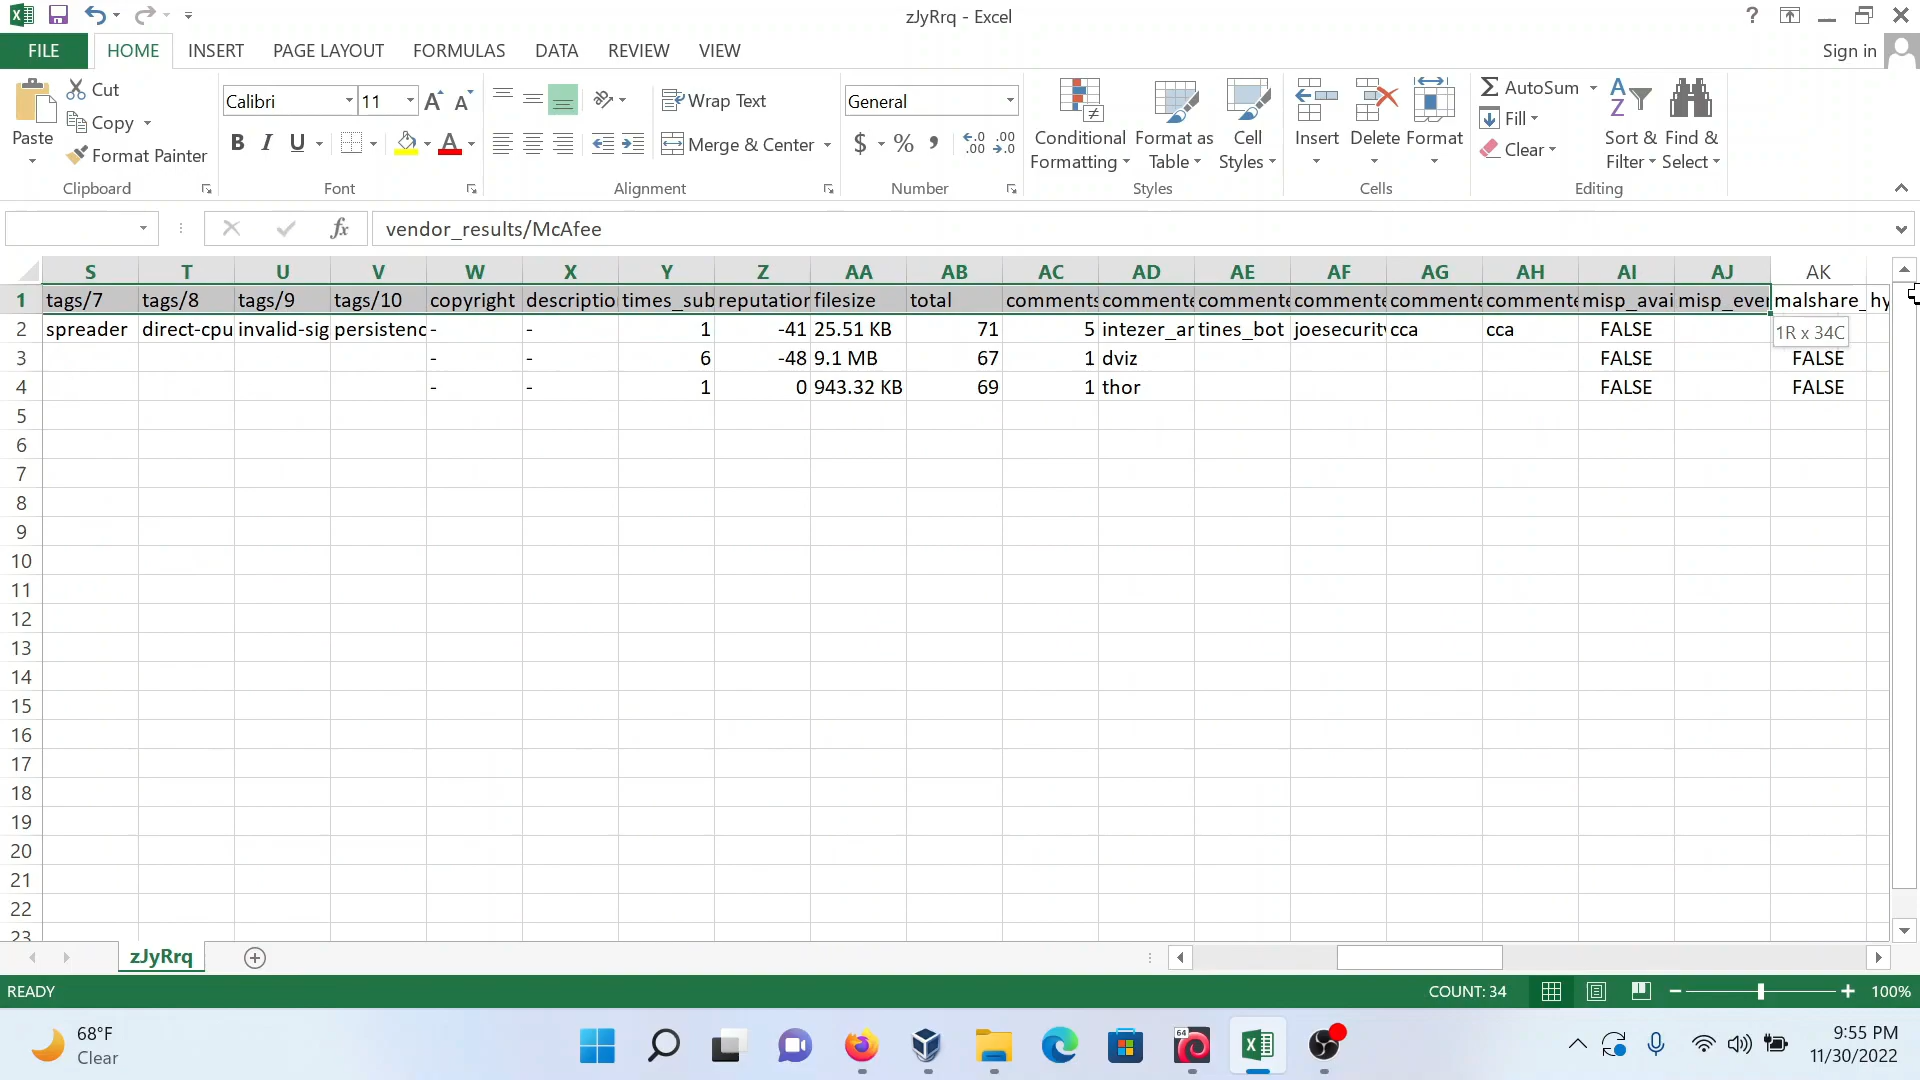 zJyRrq - Excel
FILE HOME INSERT PAGE LAYOUT FORMULAS DATA REVIEW VIEW Sign in
Paste Cut Copy Format Painter Clipboard
Calibri 11 B I U Font
Wrap Text Merge & Center Alignment
General $ % Number
Conditional Formatting Format as Table Cell Styles Styles
Insert Delete Format Cells
AutoSum Fill Clear Sort & Filter Find & Select Editing
fx vendor_results/McAfee
S T U V W X Y Z AA AB AC AD AE AF AG AH AI AJ AK
1 tags/7 tags/8 tags/9 tags/10 copyright descriptio times_sub reputation filesize total comments commente commente commente commente commente misp_avai misp_ever malshare_hy
2 spreader direct-cpu invalid-sig persistenc - - 1 -41 25.51 KB 71 5 intezer_an tines_bot joesecurity cca cca FALSE 1R x 34C
3 - - 6 -48 9.1 MB 67 1 dviz FALSE FALSE
4 - - 1 0 943.32 KB 69 1 thor FALSE FALSE
5
6
7
8
9
10
11
12
13
14
15
16
17
18
19
20
21
22
23
zJyRrq
READY COUNT: 34 100%
68°F
Clear
64
9:55 PM
11/30/2022